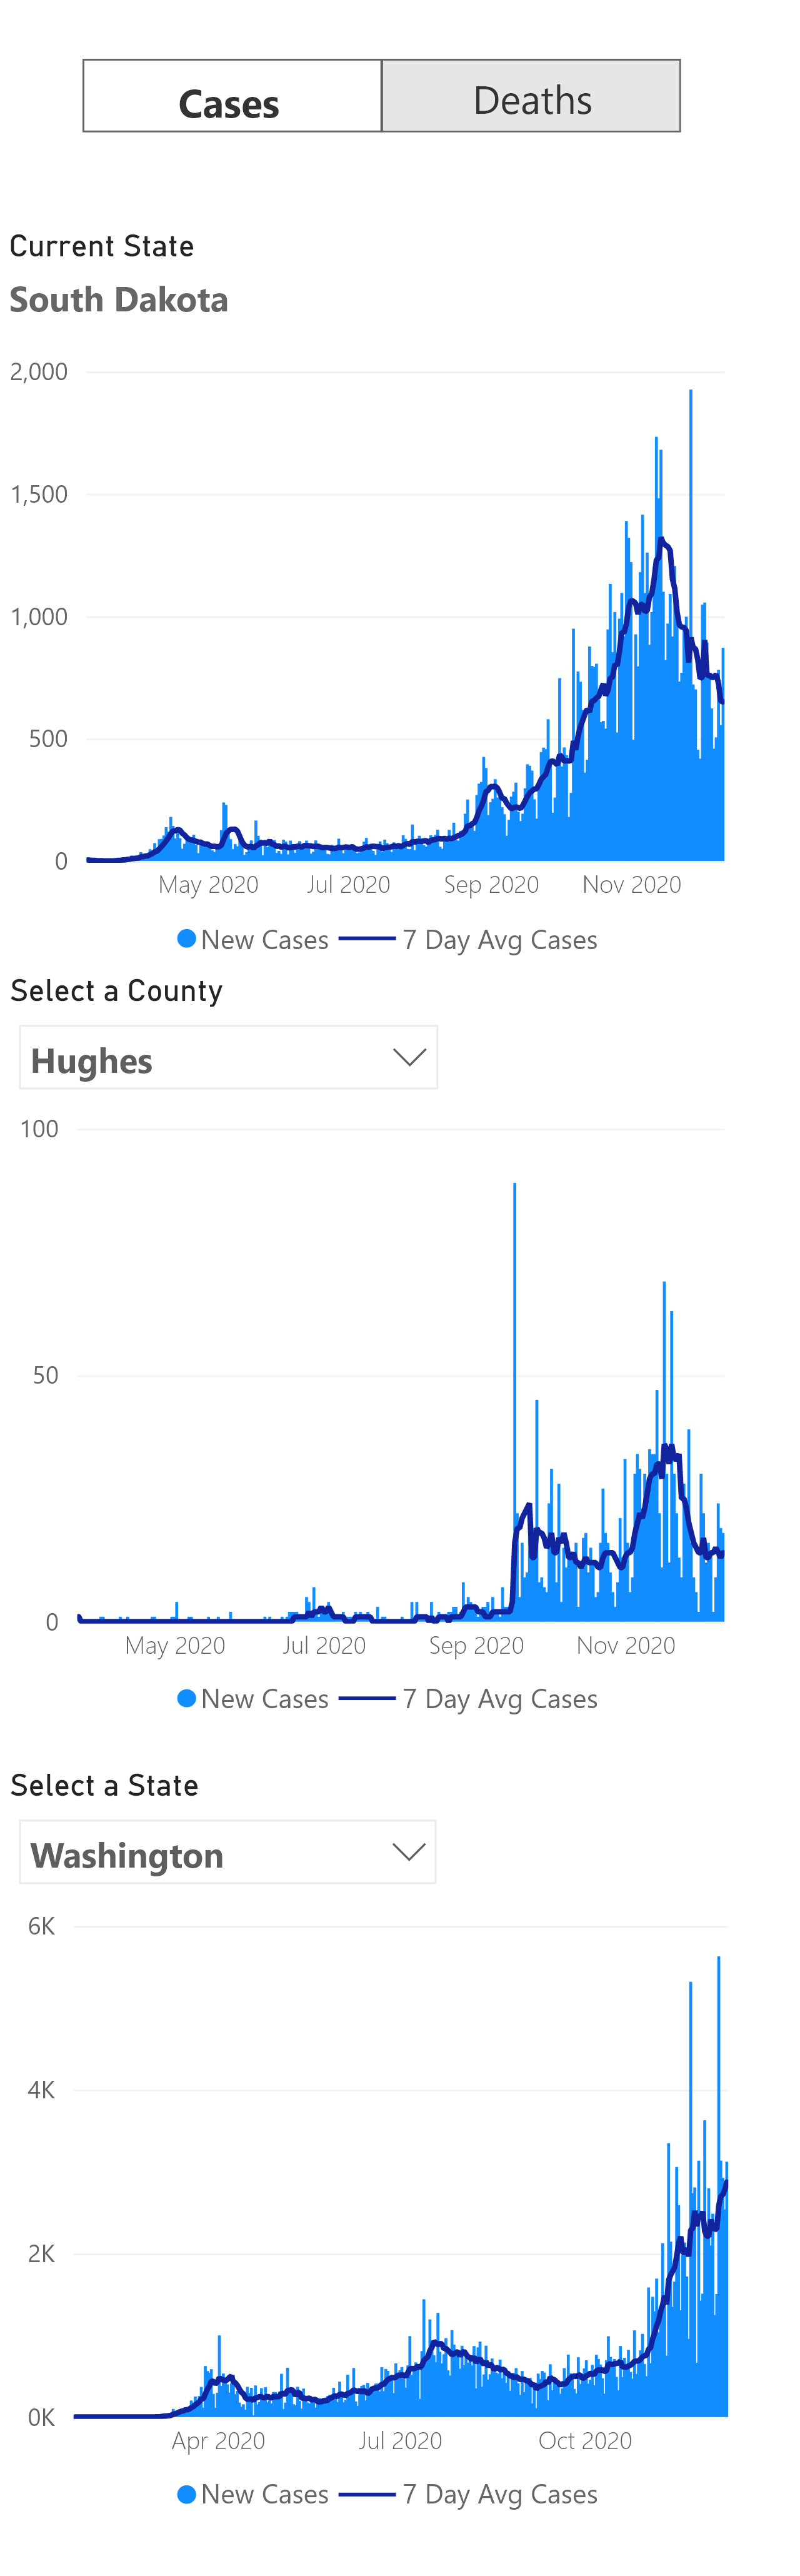 Cases Deaths
Current State
South Dakota
2,000
1,500
1,000
500
0
May 2020 Jul 2020 Sep 2020 Nov 2020
New Cases 7 Day Avg Cases
Select a County
Hughes
100
50
0
May 2020 Jul 2020 Sep 2020 Nov 2020
New Cases 7 Day Avg Cases
Select a State
Washington
6K
4K
2K
0K
Apr 2020 Jul 2020 Oct 2020
New Cases 7 Day Avg Cases